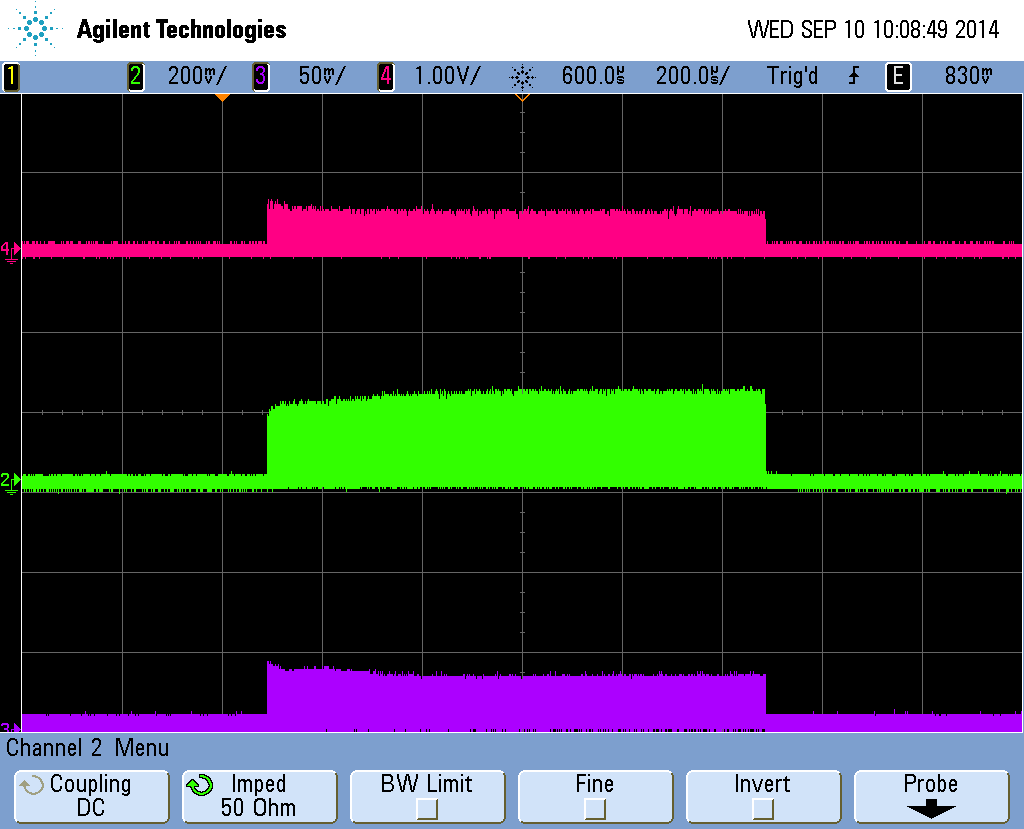 Agilent Technologies WED SEP 10 10:08:49 2014
1 2 200mV/ 3 50mV/ 4 1.00V/ 600.0µs 200.0µs/ Trig'd E 830mV
4
2
3
Channel 2 Menu
Coupling Imped BW Limit Fine Invert Probe
DC 50 Ohm